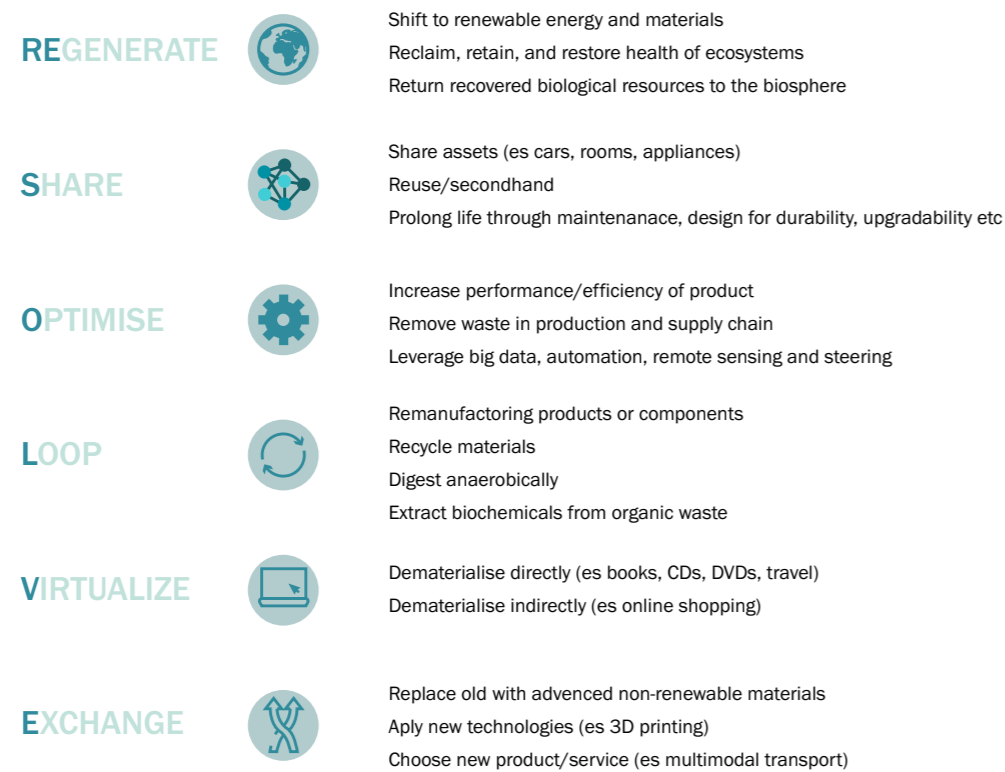 REGENERATE
Shift to renewable energy and materials
Reclaim, retain, and restore health of ecosystems
Return recovered biological resources to the biosphere
SHARE
Share assets (es cars, rooms, appliances)
Reuse/secondhand
Prolong life through maintenanace, design for durability, upgradability etc
OPTIMISE
Increase performance/efficiency of product
Remove waste in production and supply chain
Leverage big data, automation, remote sensing and steering
LOOP
Remanufactoring products or components
Recycle materials
Digest anaerobically
Extract biochemicals from organic waste
VIRTUALIZE
Dematerialise directly (es books, CDs, DVDs, travel)
Dematerialise indirectly (es online shopping)
EXCHANGE
Replace old with advanced non-renewable materials
Aply new technologies (es 3D printing)
Choose new product/service (es multimodal transport)